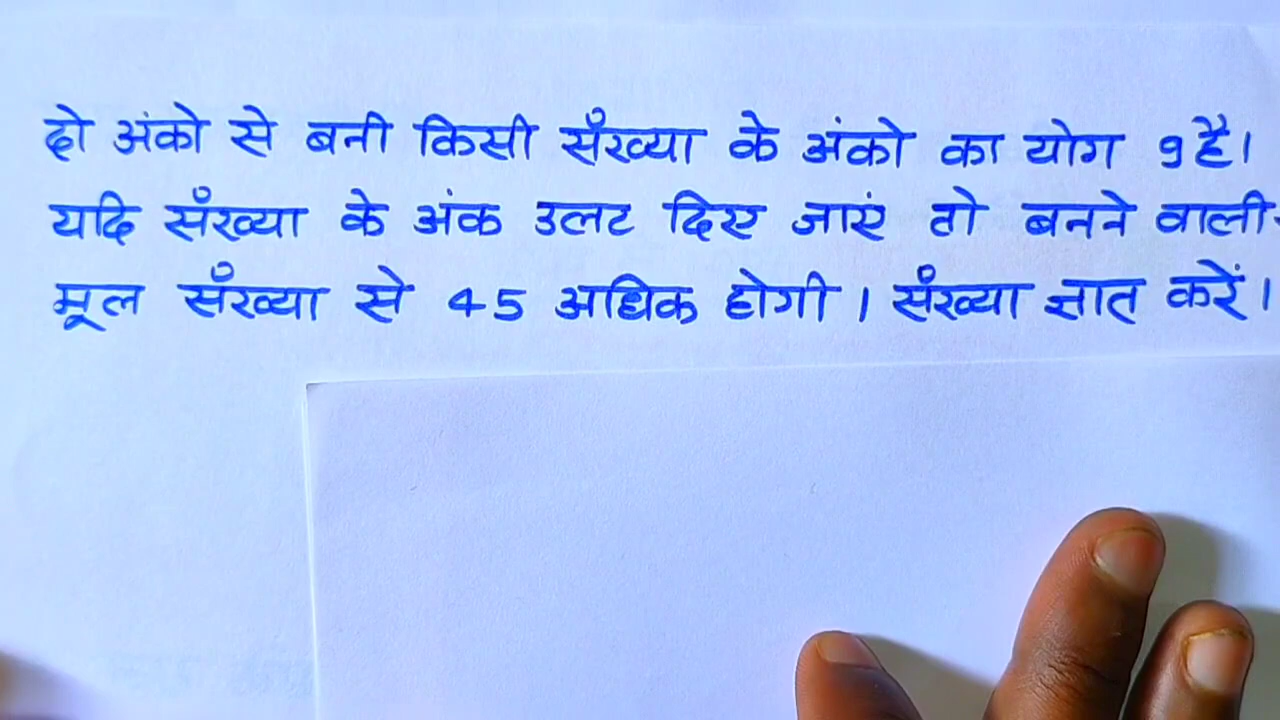 दो अंको से बनी किसी सँख्या के अंको का योग 9 है।
यदि सँख्या के अंक उलट दिए जाएं तो बनने वाली
मूल सँख्या से 45 अधिक होगी। सँख्या ज्ञात करें।